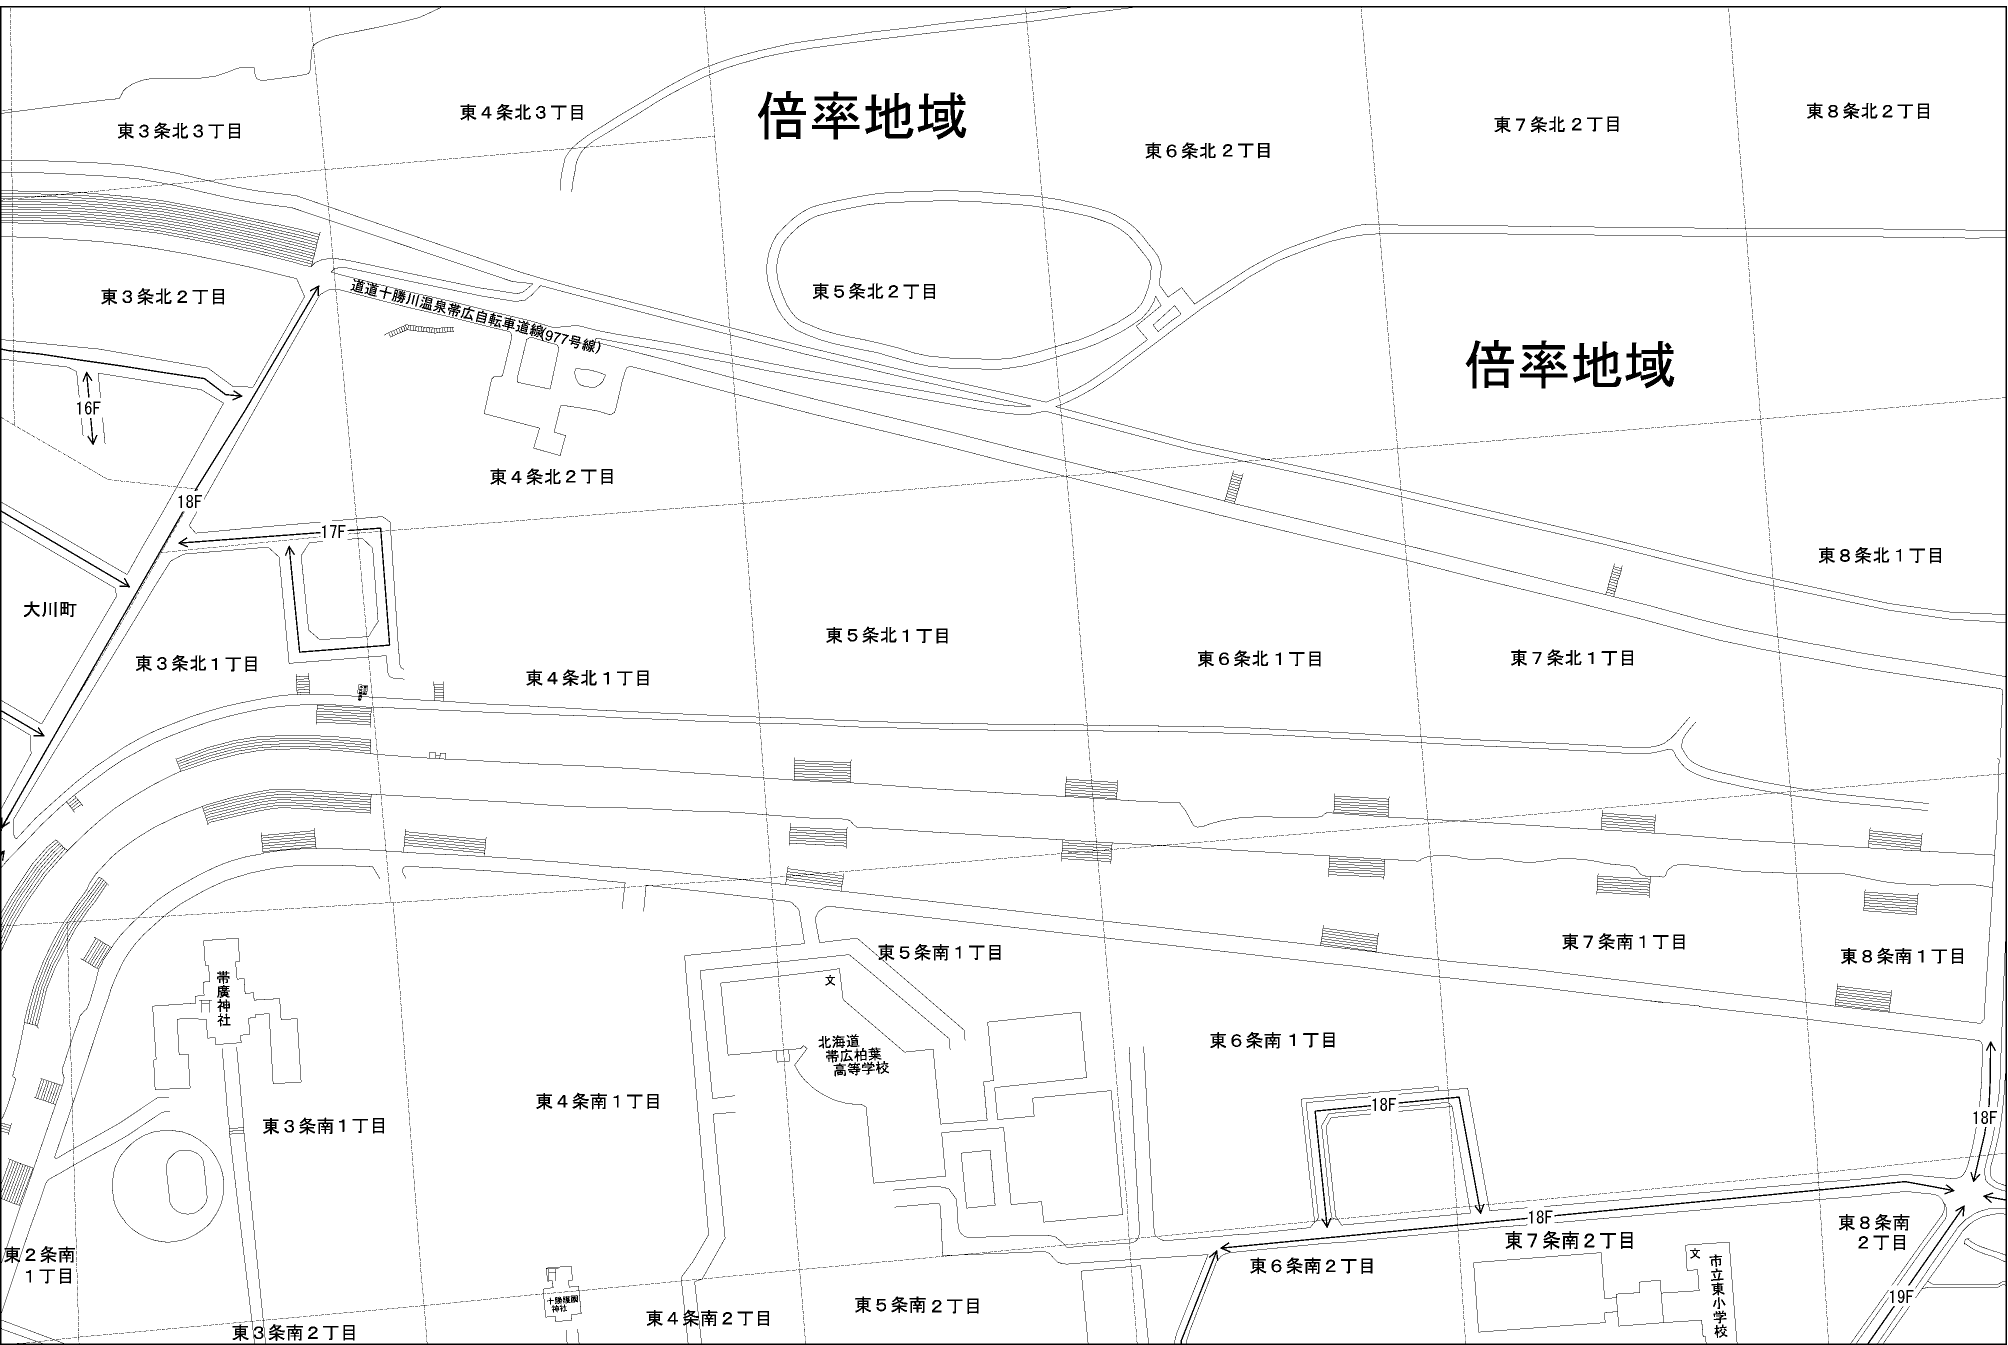 東３条北３丁目
東４条北３丁目
倍率地域
東６条北２丁目
東７条北２丁目
東８条北２丁目
東３条北２丁目
道道十勝川温泉帯広自転車道線(977号線)
東５条北２丁目
倍率地域
16F
18F
東４条北２丁目
17F
東８条北１丁目
大川町
東３条北１丁目
東４条北１丁目
東５条北１丁目
東６条北１丁目
東７条北１丁目
帯廣神社
東５条南１丁目
東７条南１丁目
東８条南１丁目
文
北海道
帯広柏葉
高等学校
東６条南１丁目
東４条南１丁目
東３条南１丁目
18F
18F
18F
東２条南
１丁目
東６条南２丁目
東７条南２丁目
東８条南
２丁目
文
市立東小学校
19F
東５条南２丁目
東４条南２丁目
東３条南２丁目
十勝護国
神社